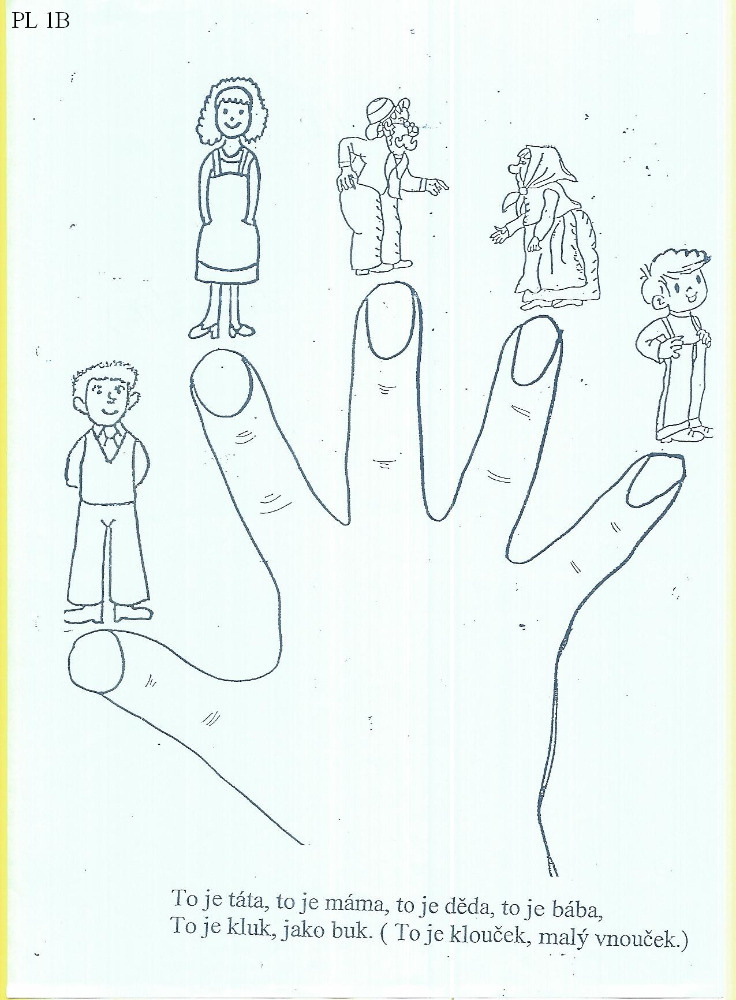 PL 1B
To je táta, to je máma, to je děda, to je bába,
To je kluk, jako buk. ( To je klouček, malý vnouček.)